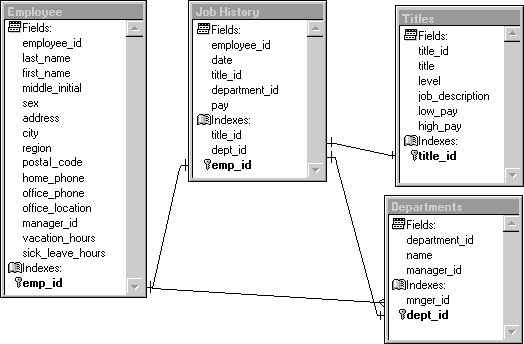 Employee
Fields:
employee_id
last_name
first_name
middle_initial
sex
address
city
region
postal_code
home_phone
office_phone
office_location
manager_id
vacation_hours
sick_leave_hours
Indexes:
emp_id
Job History
Fields:
employee_id
date
title_id
department_id
pay
Indexes:
title_id
dept_id
emp_id
Titles
Fields:
title_id
title
level
job_description
low_pay
high_pay
Indexes:
title_id
Departments
Fields:
department_id
name
manager_id
Indexes:
mnger_id
dept_id